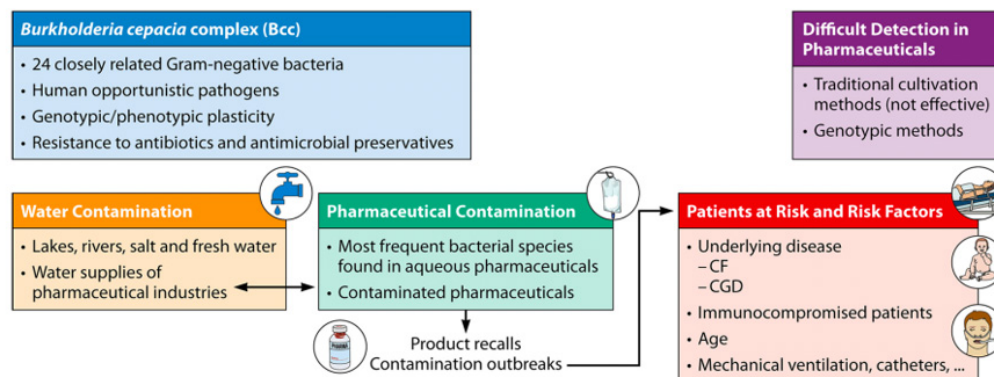 Burkholderia cepacia complex (Bcc)
• 24 closely related Gram-negative bacteria
• Human opportunistic pathogens
• Genotypic/phenotypic plasticity
• Resistance to antibiotics and antimicrobial preservatives
Difficult Detection in
Pharmaceuticals
• Traditional cultivation
methods (not effective)
• Genotypic methods
Water Contamination
• Lakes, rivers, salt and fresh water
• Water supplies of
pharmaceutical industries
Pharmaceutical Contamination
• Most frequent bacterial species
found in aqueous pharmaceuticals
• Contaminated pharmaceuticals
Product recalls
Contamination outbreaks
Patients at Risk and Risk Factors
• Underlying disease
– CF
– CGD
• Immunocompromised patients
• Age
• Mechanical ventilation, catheters, ...